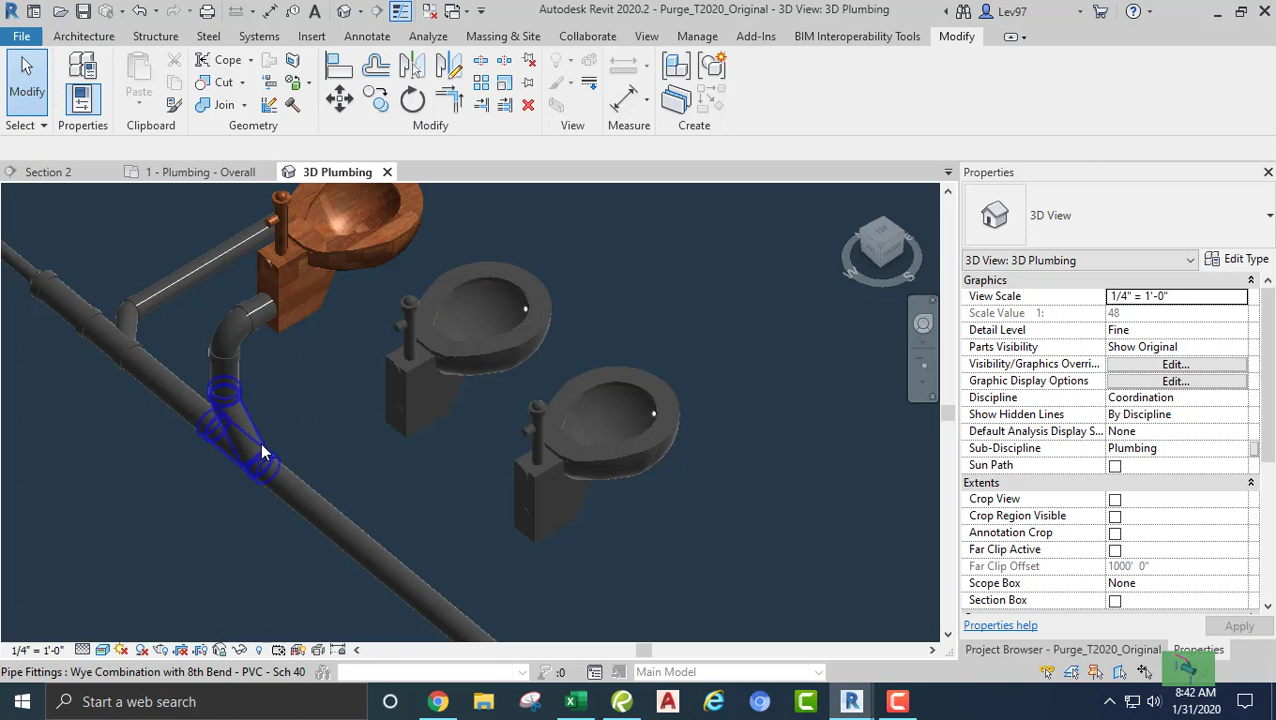 Autodesk Revit 2020.2 - Purge_T2020_Original - 3D View: 3D Plumbing
Lev97
File Architecture Structure Steel Systems Insert Annotate Analyze Massing & Site Collaborate View Manage Add-Ins BIM Interoperability Tools Modify
Modify
Paste
Cope
Cut
Join
Select Properties Clipboard Geometry Modify View Measure Create
Section 2 1 - Plumbing - Overall 3D Plumbing
Properties
3D View
3D View: 3D Plumbing Edit Type
Graphics
View Scale 1/4" = 1'-0"
Scale Value 1: 48
Detail Level Fine
Parts Visibility Show Original
Visibility/Graphics Overri... Edit...
Graphic Display Options Edit...
Discipline Coordination
Show Hidden Lines By Discipline
Default Analysis Display S... None
Sub-Discipline Plumbing
Sun Path
Extents
Crop View
Crop Region Visible
Annotation Crop
Far Clip Active
Far Clip Offset 1000' 0"
Scope Box None
Section Box
Properties help Apply
Project Browser - Purge_T2020_Original Properties
TOP
W S
1/4" = 1'-0"
Pipe Fittings : Wye Combination with 8th Bend - PVC - Sch 40
:0
Main Model
Start a web search
8:42 AM
1/31/2020